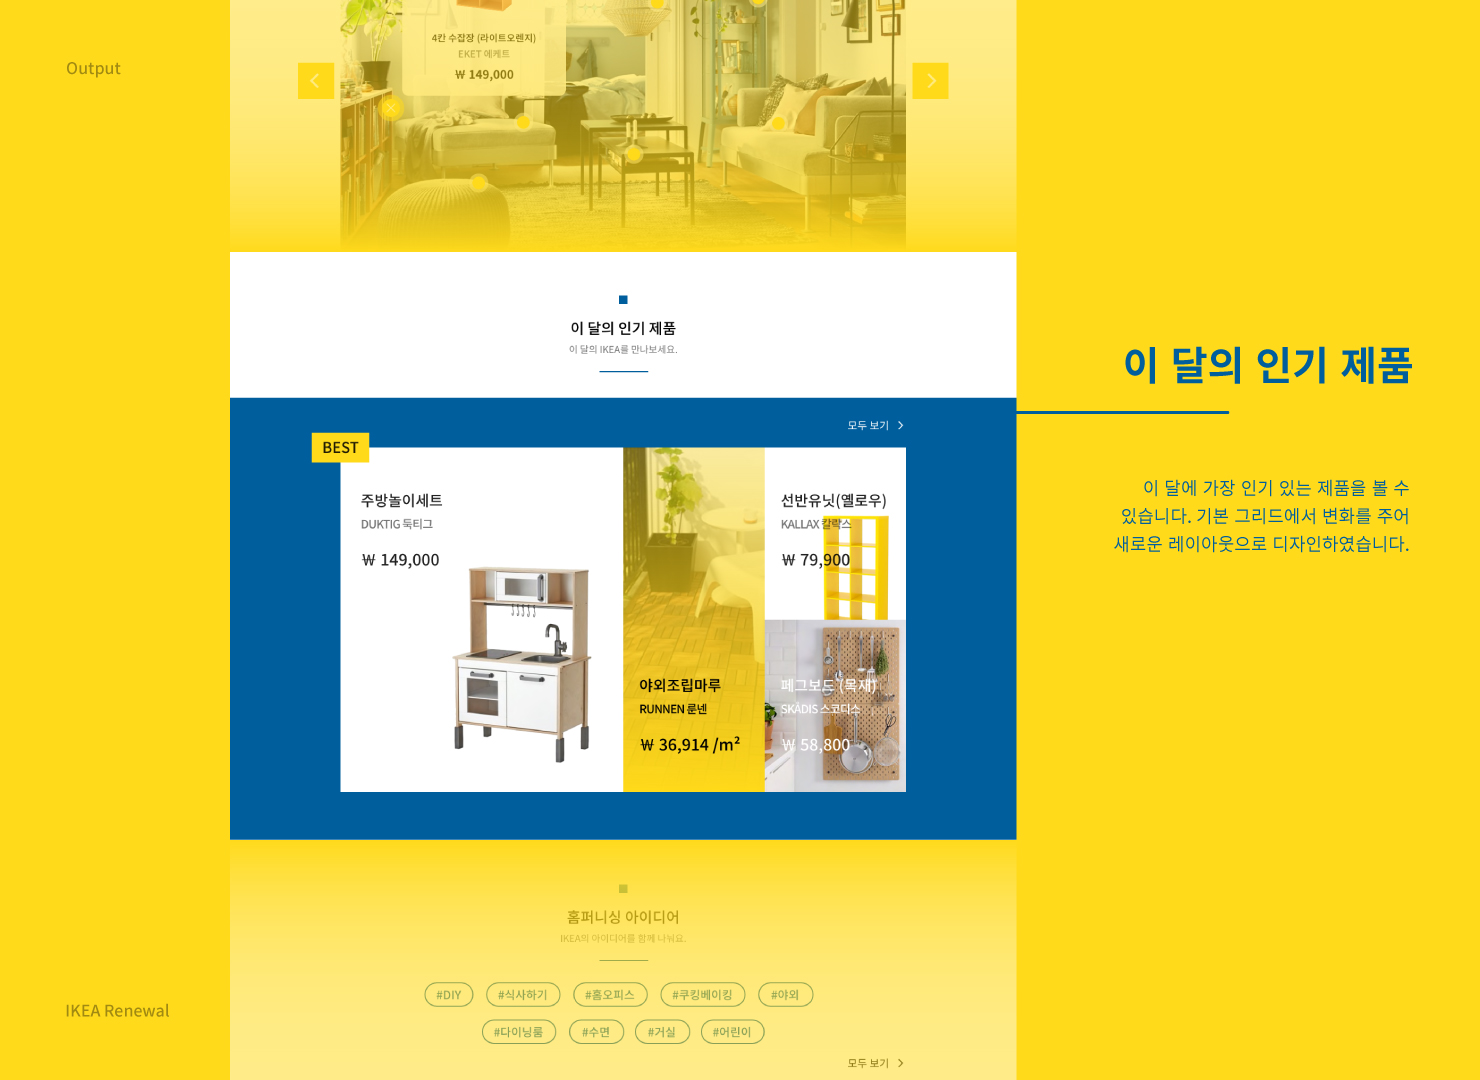 Output
4칸 수잡장 (라이트오렌지)
EKET 에케트
₩ 149,000
이 달의 인기 제품
이 달의 IKEA를 만나보세요.
모두 보기
BEST
주방놀이세트
DUKTIG 둑티그
₩ 149,000
야외조립마루
RUNNEN 룬넨
₩ 36,914 /m²
선반유닛(옐로우)
KALLAX 칼락스
₩ 79,900
페그보드 (목재)
SKÅDIS 스코디스
₩ 58,800
이 달의 인기 제품
이 달에 가장 인기 있는 제품을 볼 수
있습니다. 기본 그리드에서 변화를 주어
새로운 레이아웃으로 디자인하였습니다.
홈퍼니싱 아이디어
IKEA의 아이디어를 함께 나눠요.
#DIY #식사하기 #홈오피스 #쿠킹베이킹 #야외
#다이닝룸 #수면 #거실 #어린이
모두 보기
IKEA Renewal